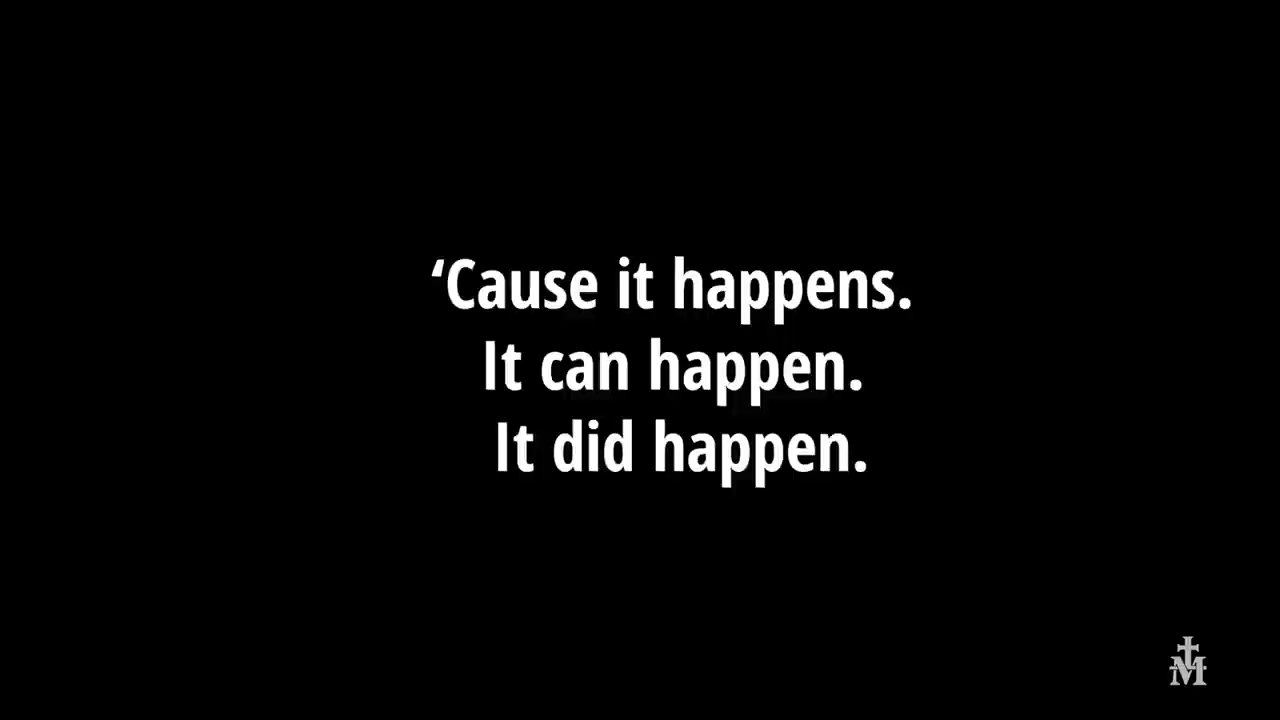 ‘Cause it happens.
It can happen.
It did happen.
M